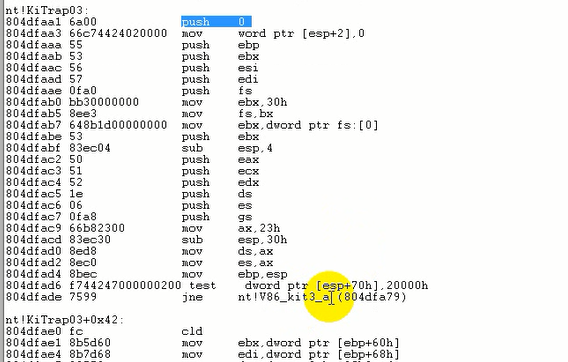 nt!KiTrap03:
804dfaa1 6a00 push 0
804dfaa3 66c74424020000 mov word ptr [esp+2],0
804dfaaa 55 push ebp
804dfaab 53 push ebx
804dfaac 56 push esi
804dfaad 57 push edi
804dfaae 0fa0 push fs
804dfab0 bb30000000 mov ebx,30h
804dfab5 8ee3 mov fs,bx
804dfab7 648b1d00000000 mov ebx,dword ptr fs:[0]
804dfabe 53 push ebx
804dfabf 83ec04 sub esp,4
804dfac2 50 push eax
804dfac3 51 push ecx
804dfac4 52 push edx
804dfac5 1e push ds
804dfac6 06 push es
804dfac7 0fa8 push gs
804dfac9 66b82300 mov ax,23h
804dfacd 83ec30 sub esp,30h
804dfad0 8ed8 mov ds,ax
804dfad2 8ec0 mov es,ax
804dfad4 8bec mov ebp,esp
804dfad6 f744247000000200 test dword ptr [esp+70h],20000h
804dfade 7599 jne nt!V86_kit3_a (804dfa79)
nt!KiTrap03+0x42:
804dfae0 fc cld
804dfae1 8b5d60 mov ebx,dword ptr [ebp+60h]
804dfae4 8b7d68 mov edi,dword ptr [ebp+68h]